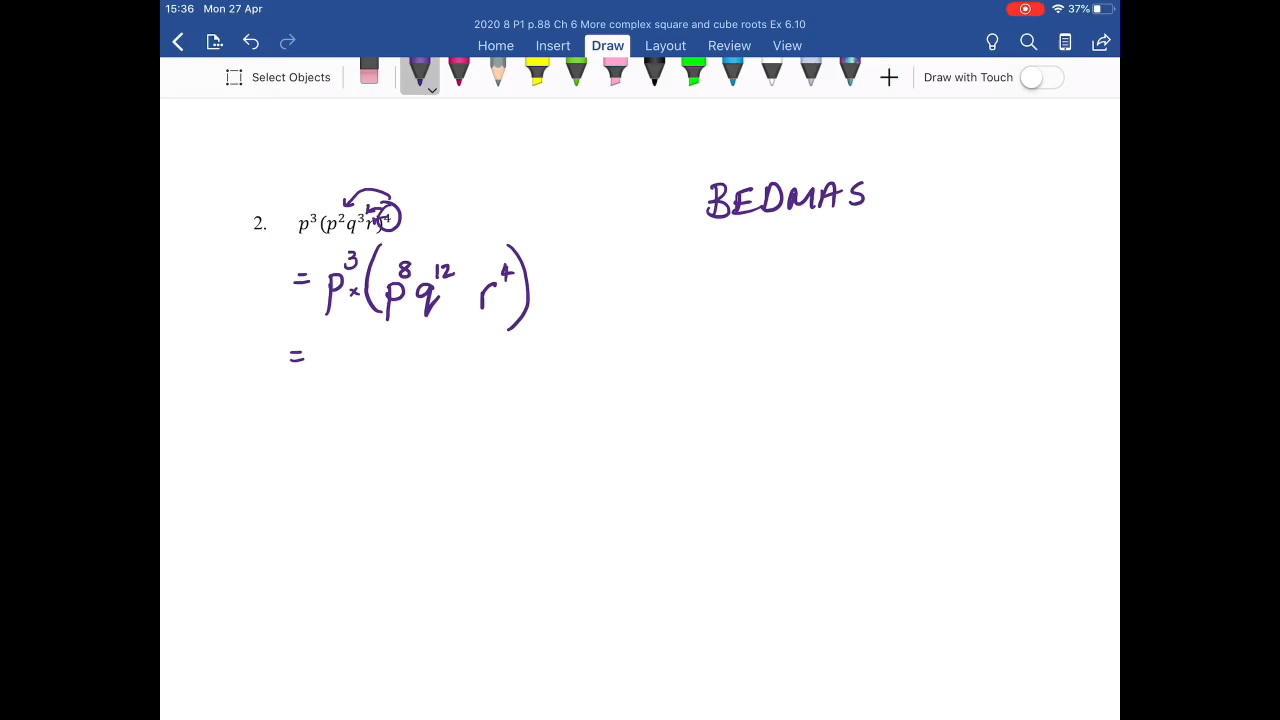 15:36 Mon 27 Apr 37%
2020 8 P1 p.88 Ch 6 More complex square and cube roots Ex 6.10
Home Insert Draw Layout Review View
Select Objects Draw with Touch
BEDMAS
2. p³(p²q³r)⁴
= p³ × (p⁸q¹² r⁴)
=